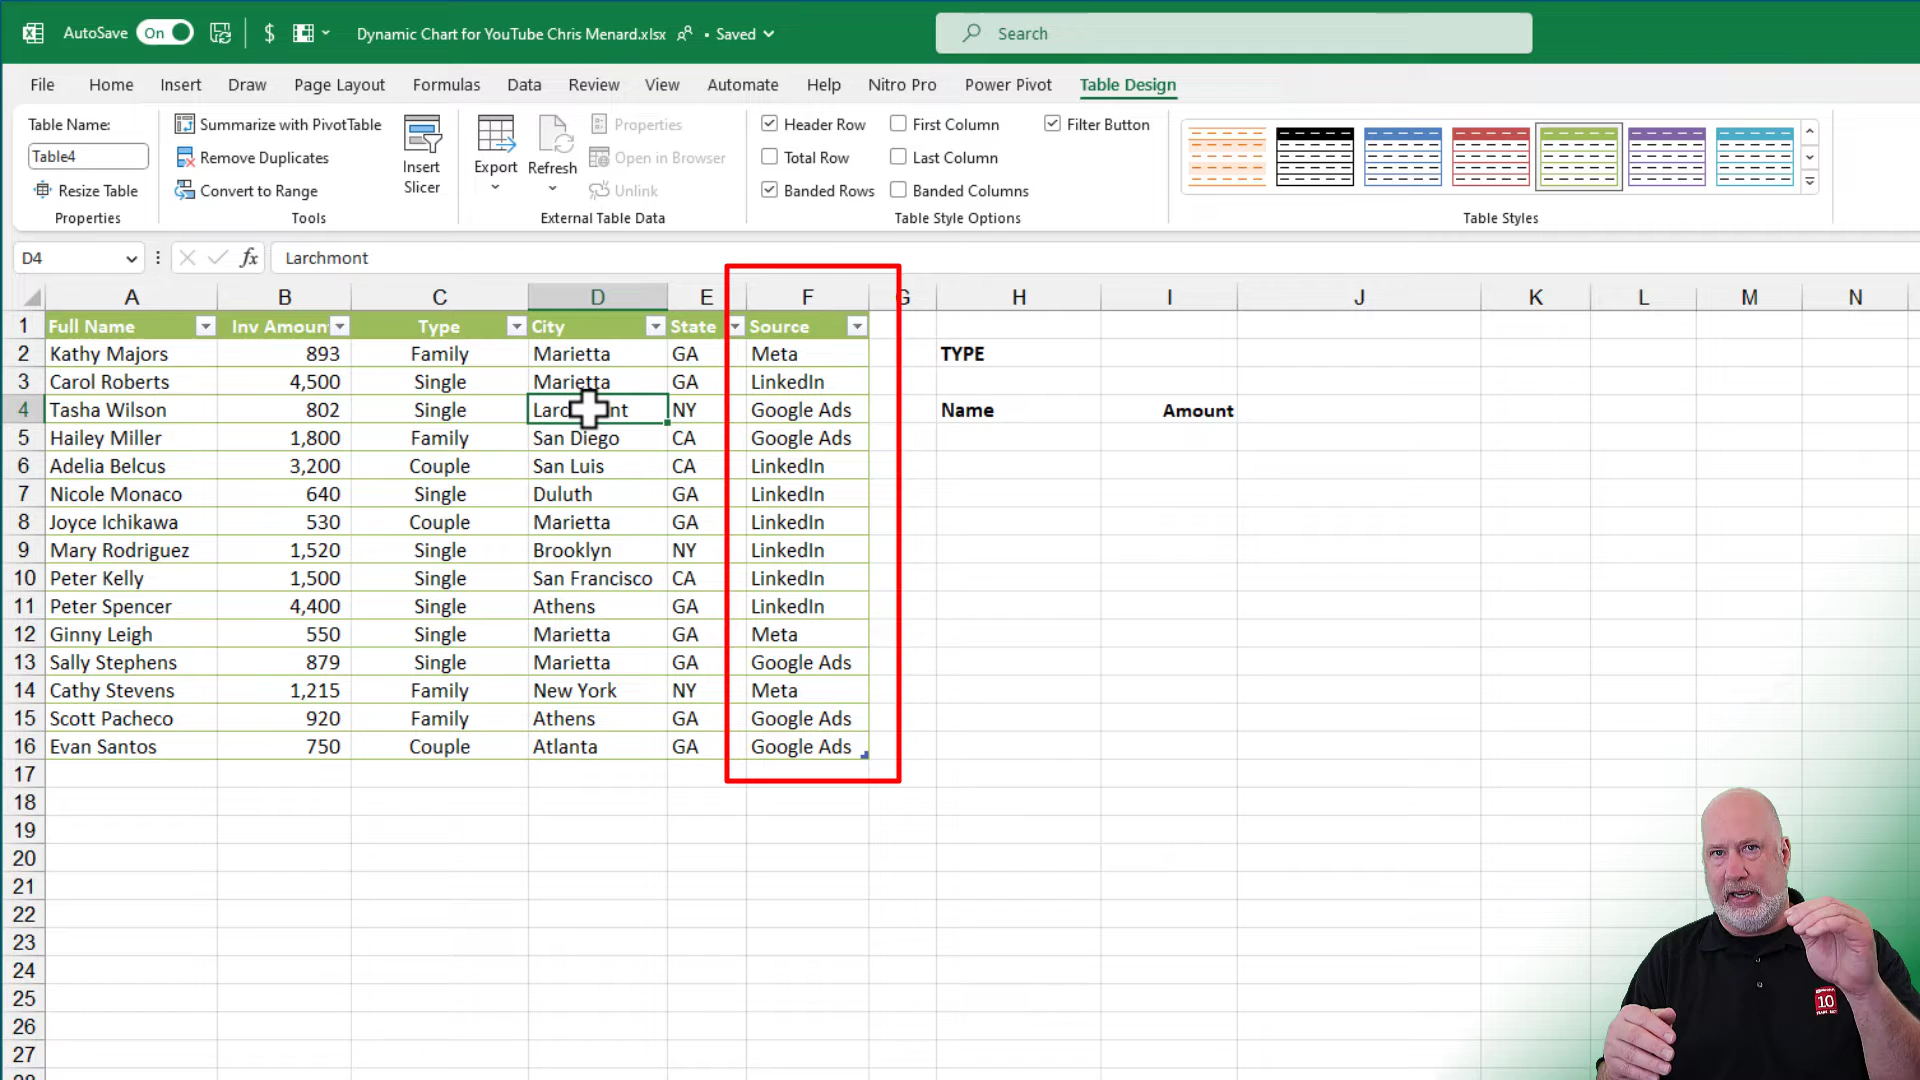 AutoSave On $ Dynamic Chart for YouTube Chris Menard.xlsx • Saved Search
File Home Insert Draw Page Layout Formulas Data Review View Automate Help Nitro Pro Power Pivot Table Design
Table Name:
Table4
Resize Table
Properties
Summarize with PivotTable
Remove Duplicates
Convert to Range
Tools
Insert
Slicer
Export
Refresh
Properties
Open in Browser
Unlink
External Table Data
Header Row First Column Filter Button
Total Row Last Column
Banded Rows Banded Columns
Table Style Options
Table Styles
D4 fx Larchmont
A B C D E F G H I J K L M N
1 Full Name Inv Amoun Type City State Source
2 Kathy Majors 893 Family Marietta GA Meta TYPE
3 Carol Roberts 4,500 Single Marietta GA LinkedIn
4 Tasha Wilson 802 Single Larchmont NY Google Ads Name Amount
5 Hailey Miller 1,800 Family San Diego CA Google Ads
6 Adelia Belcus 3,200 Couple San Luis CA LinkedIn
7 Nicole Monaco 640 Single Duluth GA LinkedIn
8 Joyce Ichikawa 530 Couple Marietta GA LinkedIn
9 Mary Rodriguez 1,520 Single Brooklyn NY LinkedIn
10 Peter Kelly 1,500 Single San Francisco CA LinkedIn
11 Peter Spencer 4,400 Single Athens GA LinkedIn
12 Ginny Leigh 550 Single Marietta GA Meta
13 Sally Stephens 879 Single Marietta GA Google Ads
14 Cathy Stevens 1,215 Family New York NY Meta
15 Scott Pacheco 920 Family Athens GA Google Ads
16 Evan Santos 750 Couple Atlanta GA Google Ads
17
18
19
20
21
22
23
24
25
26
27
10